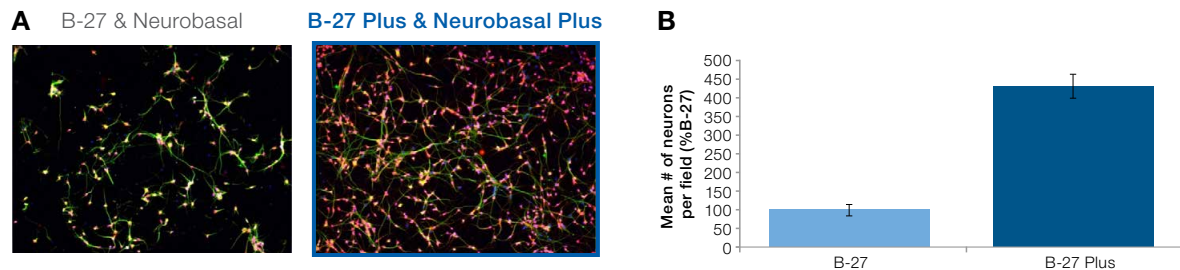 A
B-27 & Neurobasal
B-27 Plus & Neurobasal Plus
B
Mean # of neurons
per field (%B-27)
500
450
400
350
300
250
200
150
100
50
0
B-27
B-27 Plus